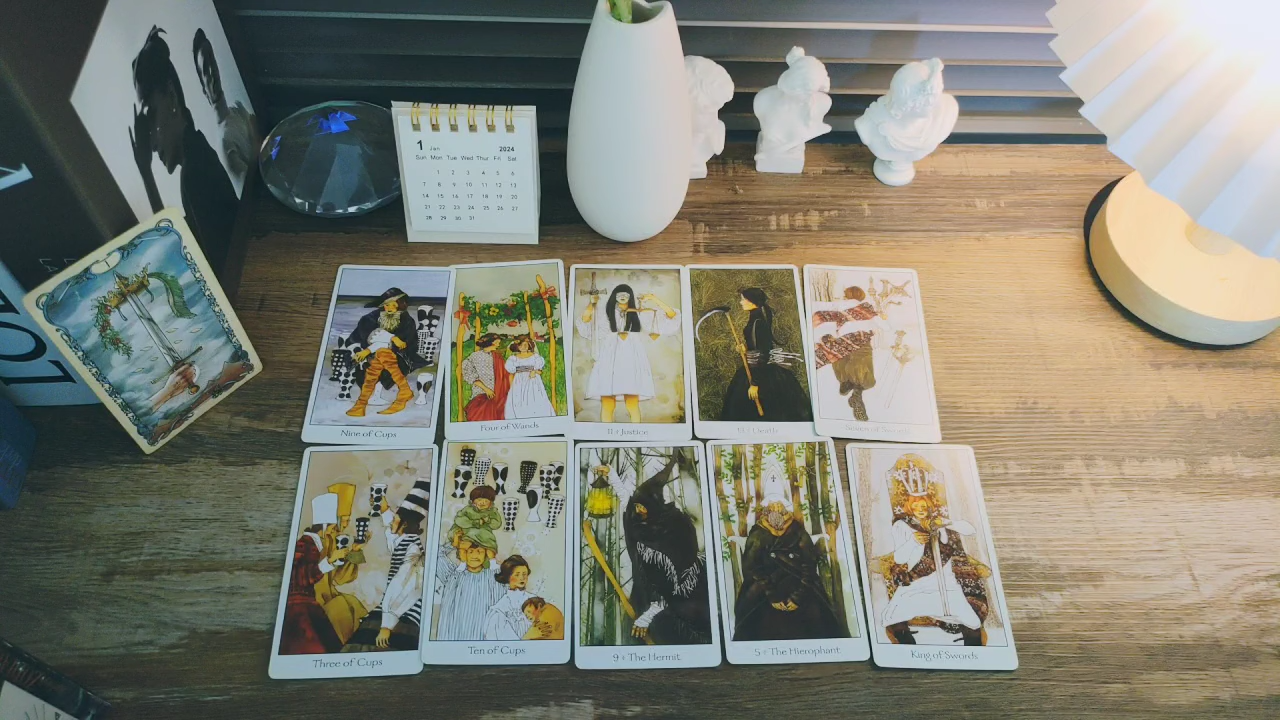 1 Jan 2024
Sun Mon Tue Wed Thur Fri Sat
1 2 3 4 5 6
7 8 9 10 11 12 13
14 15 16 17 18 19 20
21 22 23 24 25 26 27
28 29 30 31
LO
Nine of Cups
Four of Wands
11 : Justice
Three of Cups
Ten of Cups
9 : The Hermit
5 : The Hierophant
King of Swords